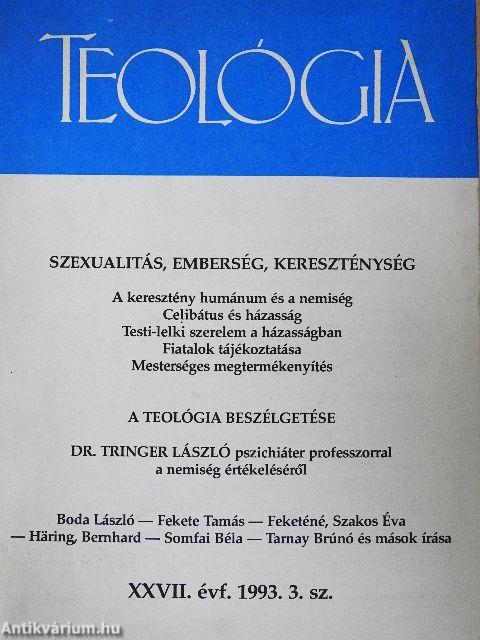 TEOLÓGIA
SZEXUALITÁS, EMBERSÉG, KERESZTÉNYSÉG
A keresztény humánum és a nemiség
Celibátus és házasság
Testi-lelki szerelem a házasságban
Fiatalok tájékoztatása
Mesterséges megtermékenyítés
A TEOLÓGIA BESZÉLGETÉSE
DR. TRINGER LÁSZLÓ pszichiáter professzorral
a nemiség értékeléséről
Boda László — Fekete Tamás — Feketéné, Szakos Éva
— Häring, Bernhard — Somfai Béla — Tarnay Brúnó és mások írása
XXVII. évf. 1993. 3. sz.
Antikvárium.hu